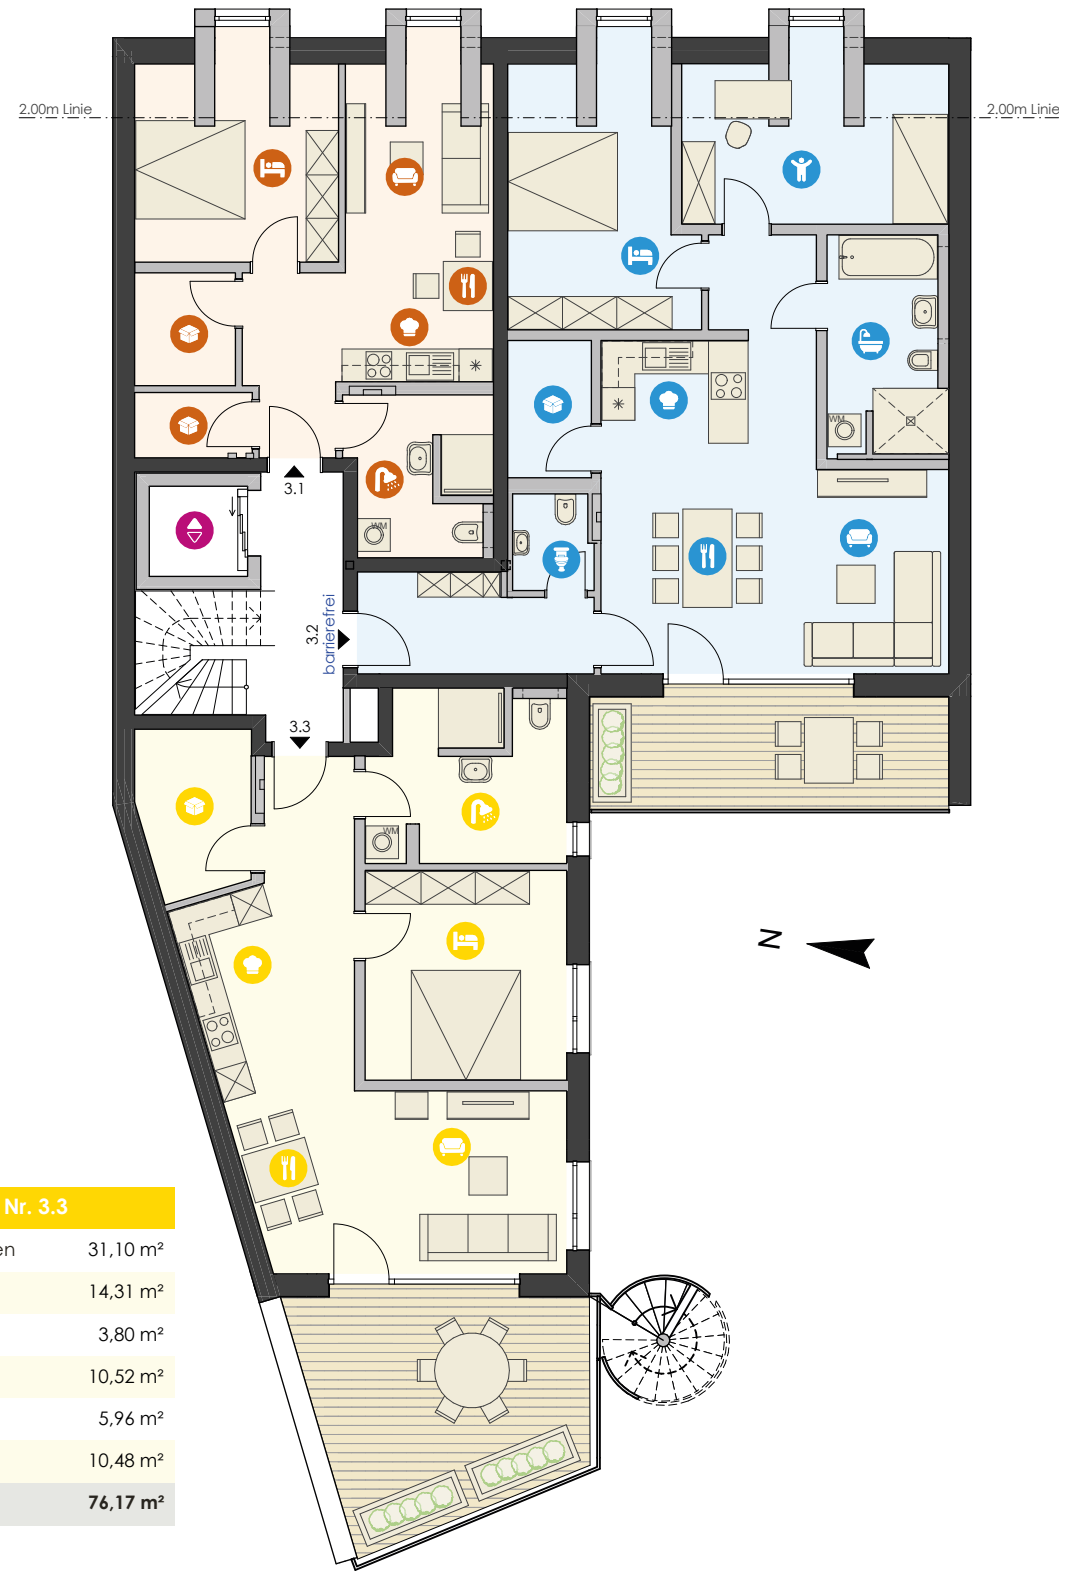 2.00m Linie
2.00m Linie
3.1
WM
WM
3.2
barrierefrei
3.3
WM
N
Nr. 3.3
en 31,10 m²
14,31 m²
3,80 m²
10,52 m²
5,96 m²
10,48 m²
76,17 m²